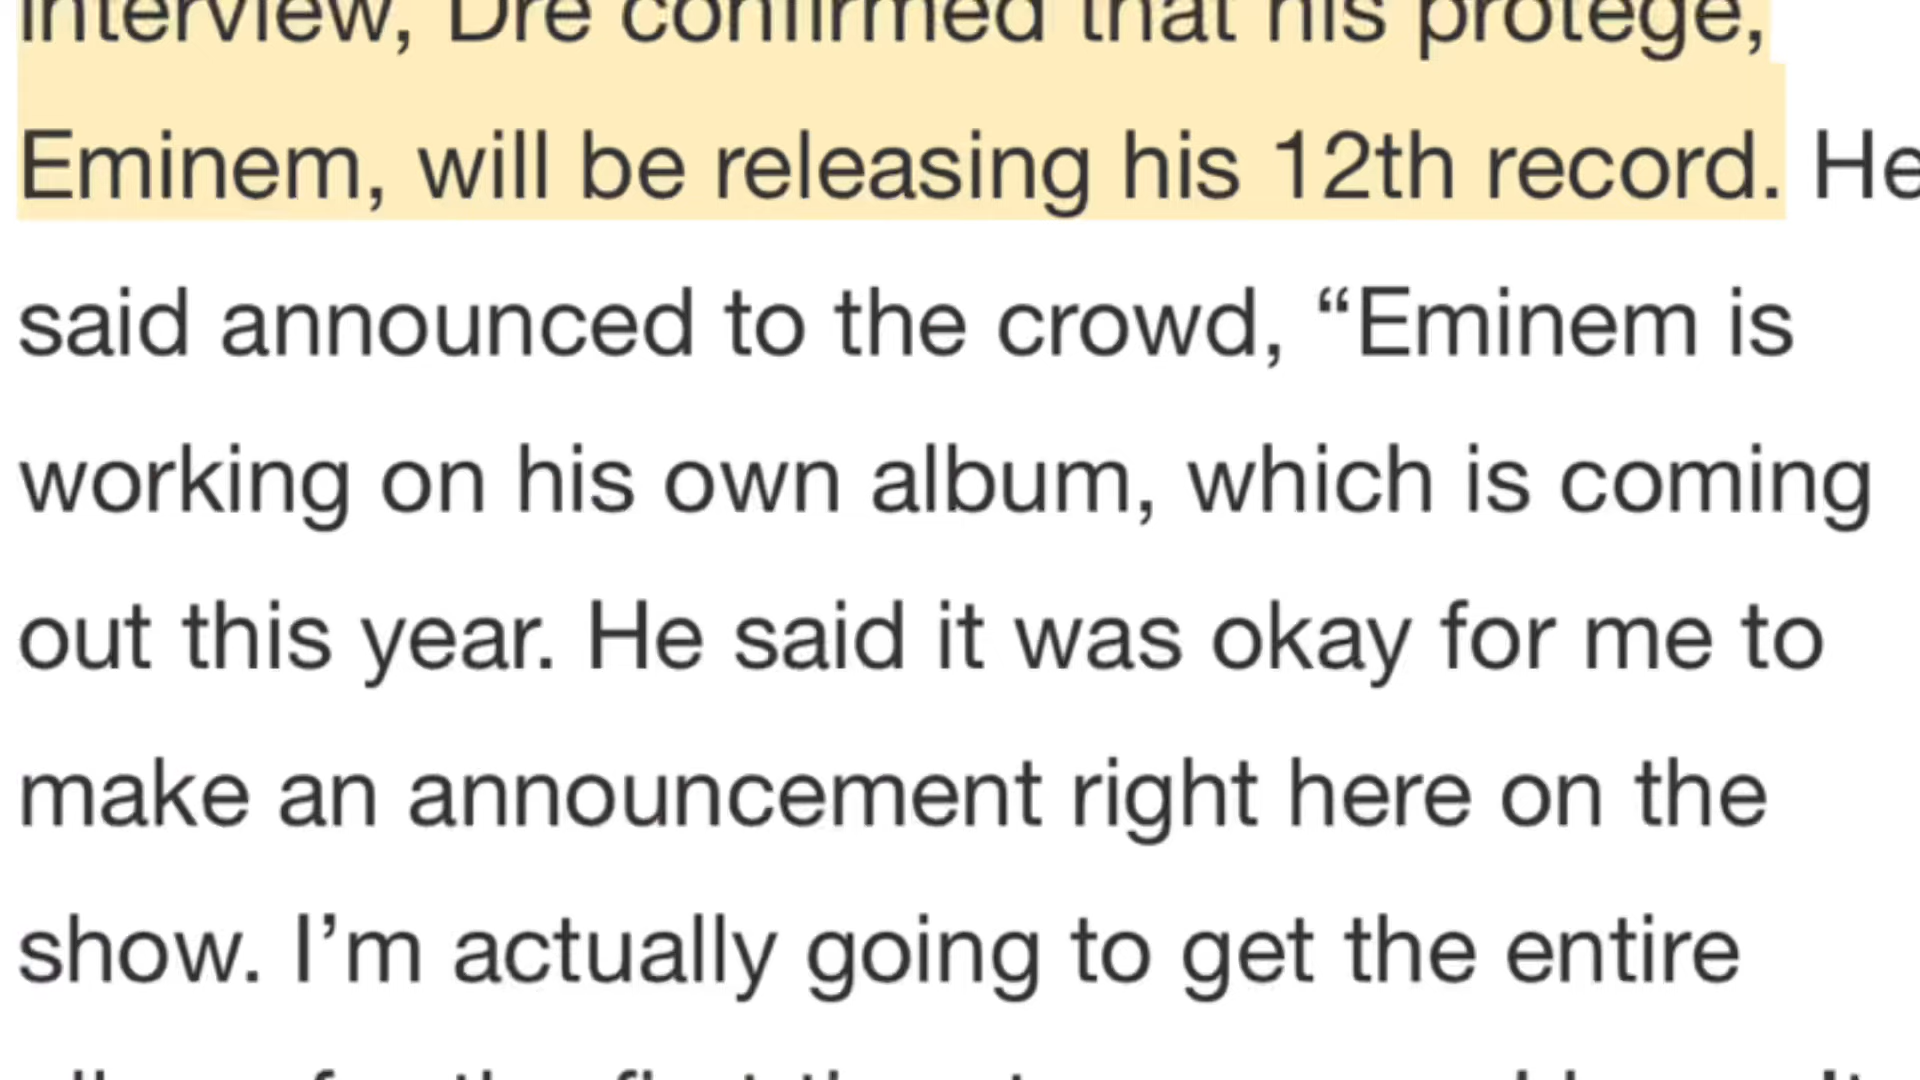 interview, Dre confirmed that his protege,
Eminem, will be releasing his 12th record. He
said announced to the crowd, “Eminem is
working on his own album, which is coming
out this year. He said it was okay for me to
make an announcement right here on the
show. I’m actually going to get the entire